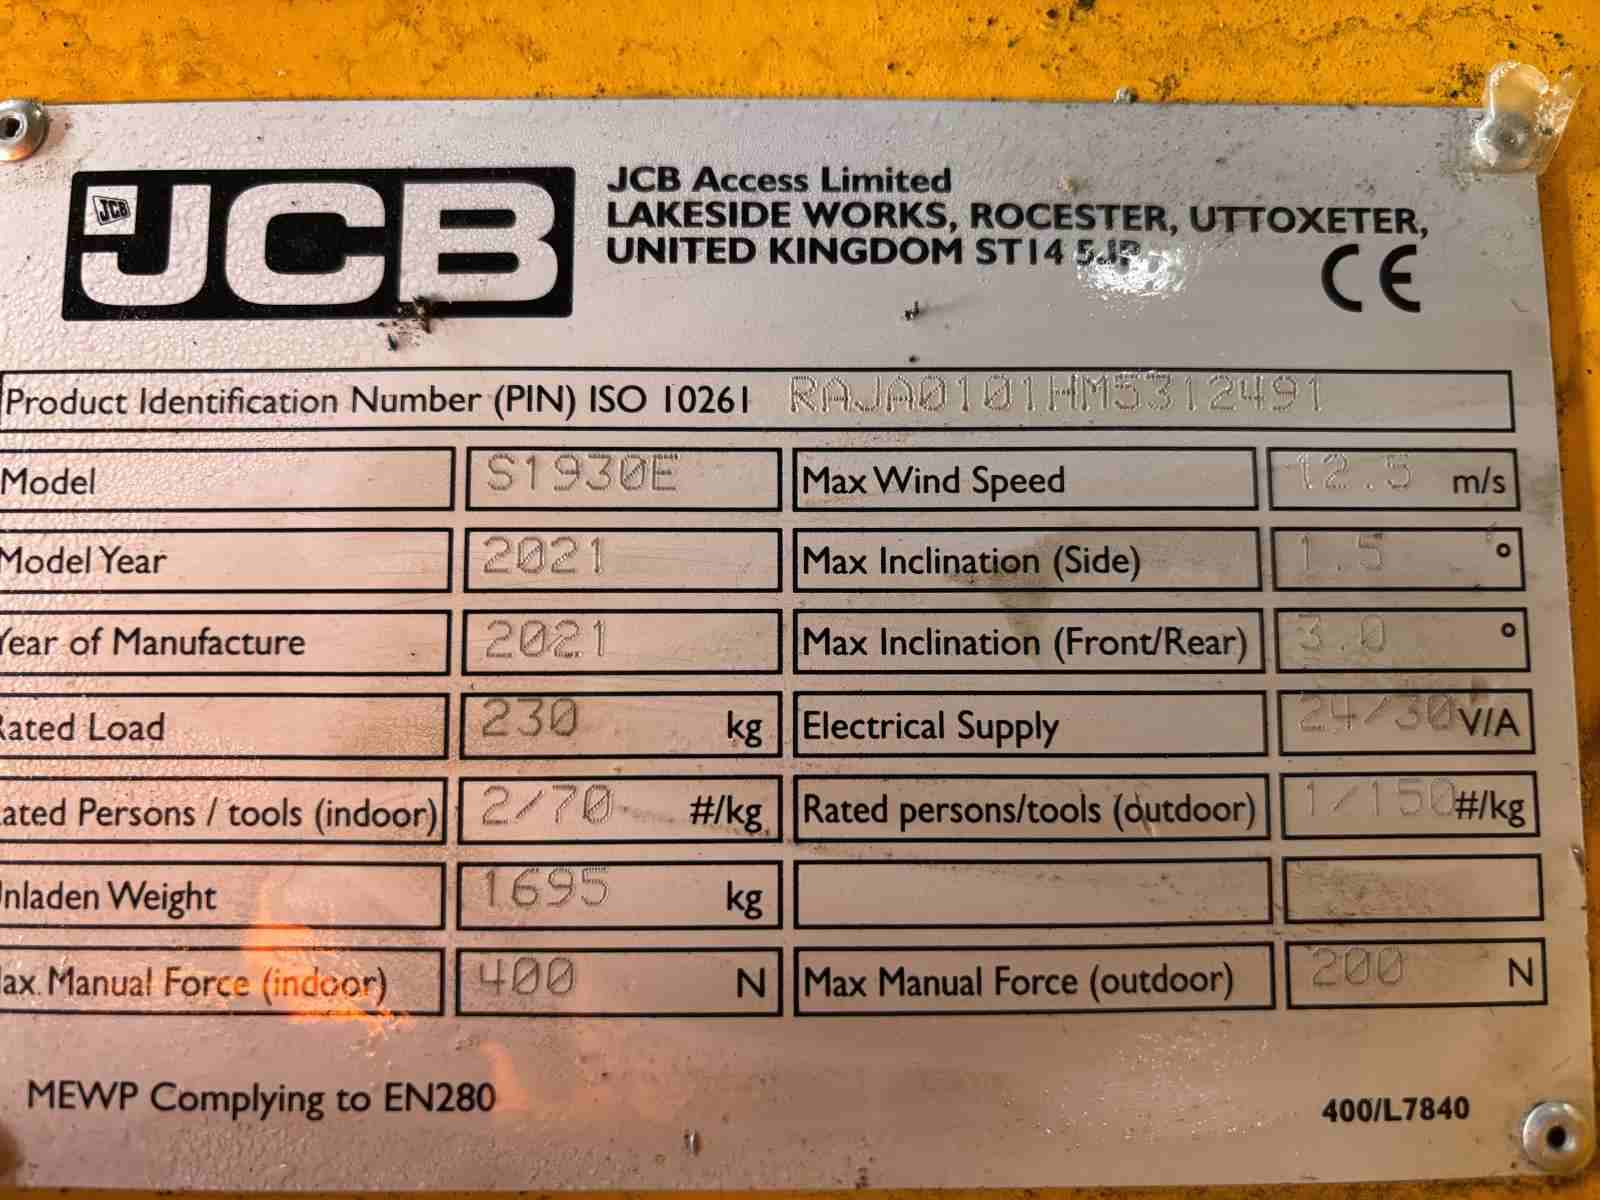 JCB
JCB
JCB Access Limited
LAKESIDE WORKS, ROCESTER, UTTOXETER,
UNITED KINGDOM ST14 5JP
CE
Product Identification Number (PIN) ISO 10261 RAJA0101HM5312491
Model S1930E Max Wind Speed 12.5 m/s
Model Year 2021 Max Inclination (Side) 1.5 °
Year of Manufacture 2021 Max Inclination (Front/Rear) 3.0 °
Rated Load 230 kg Electrical Supply 24/30 V/A
ated Persons / tools (indoor) 2/70 #/kg Rated persons/tools (outdoor) 1/150 #/kg
Unladen Weight 1695 kg
ax. Manual Force (indoor) 400 N Max Manual Force (outdoor) 200 N
MEWP Complying to EN280
400/L7840